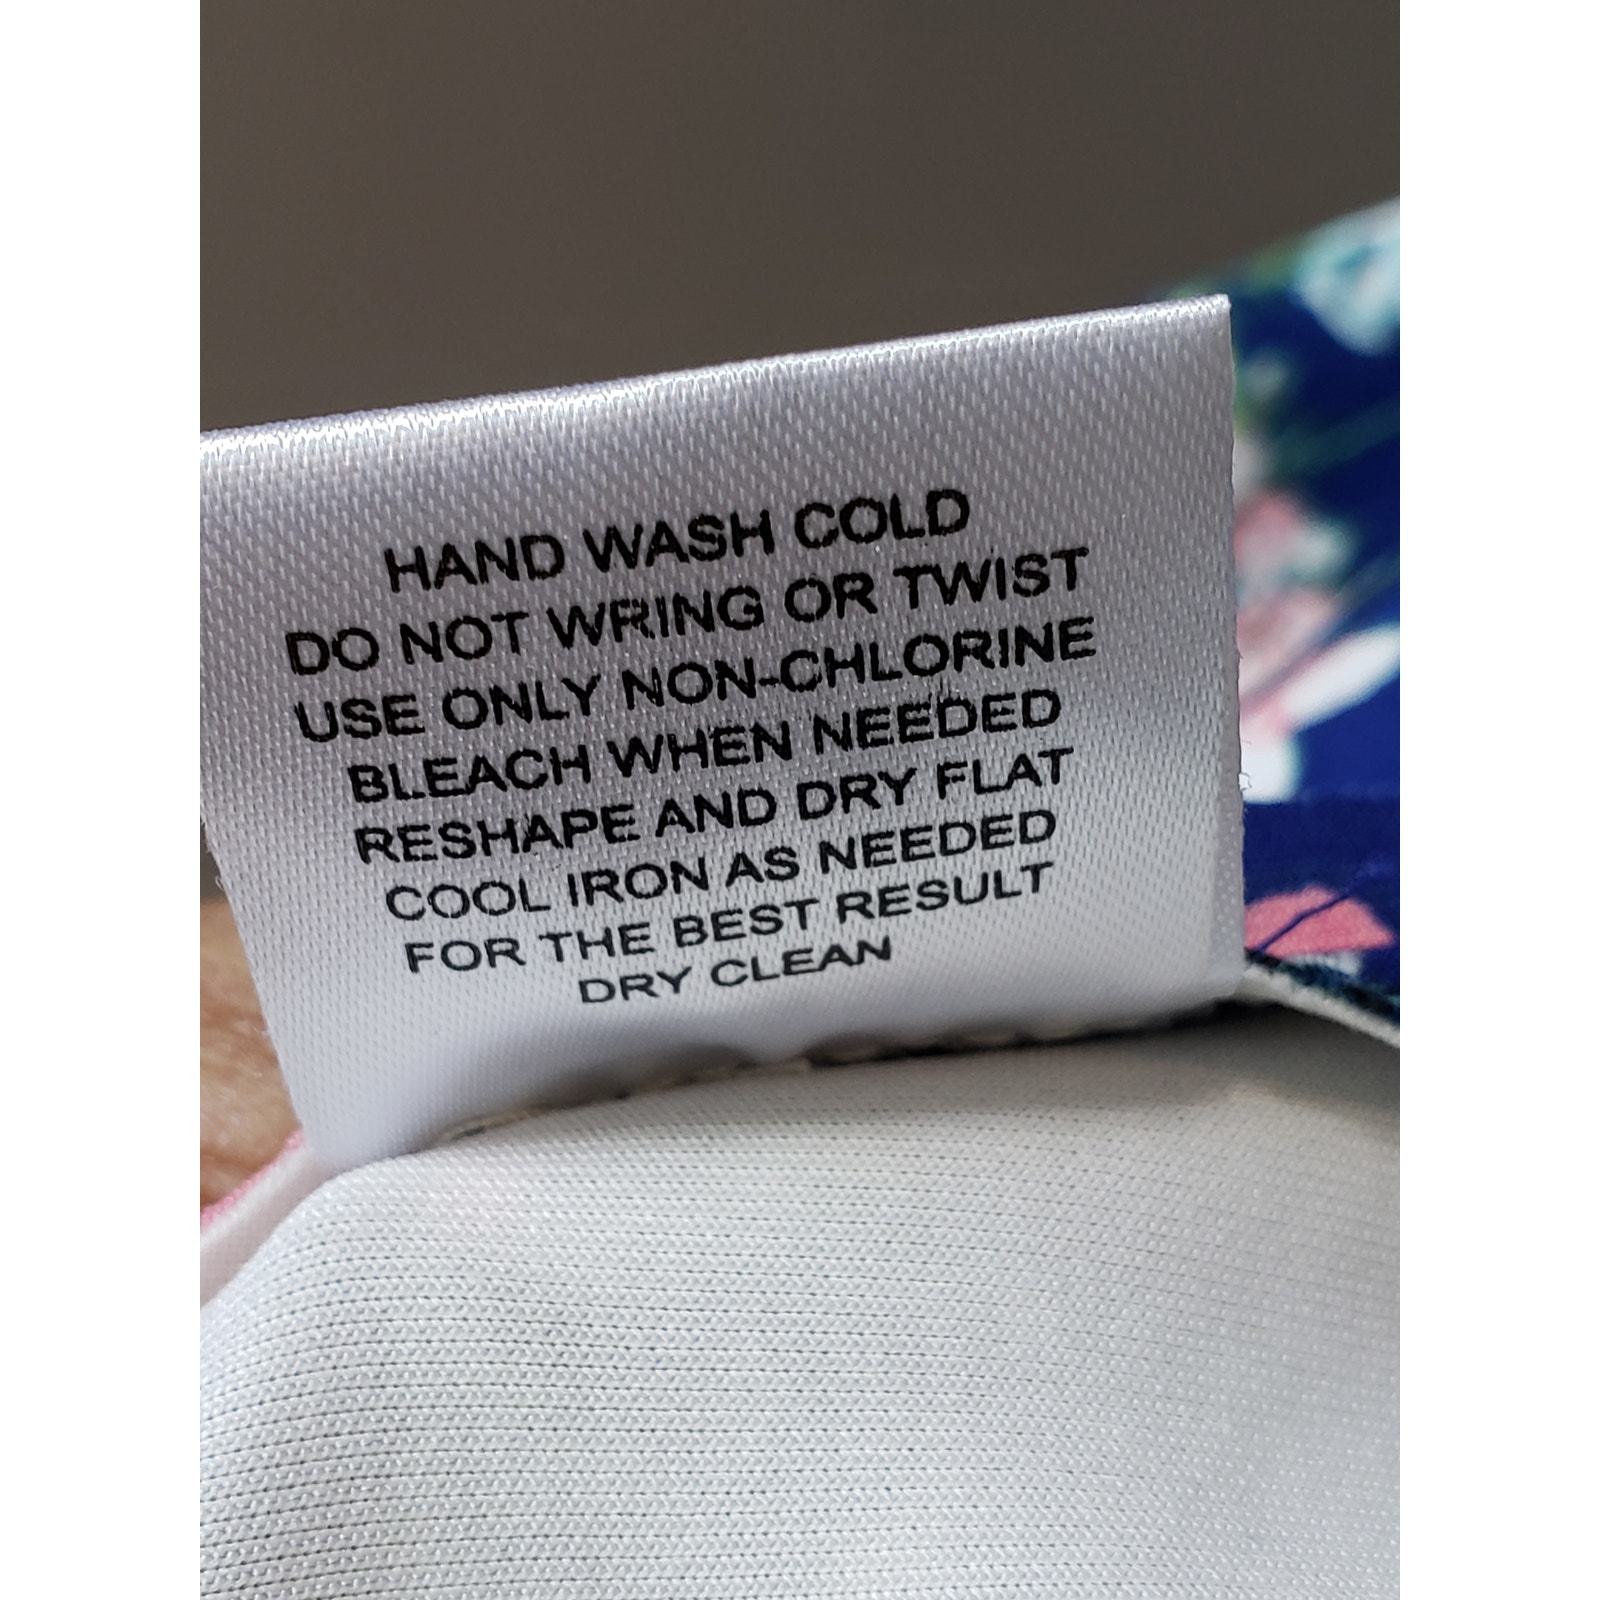 HAND WASH COLD
DO NOT WRING OR TWIST
USE ONLY NON-CHLORINE
BLEACH WHEN NEEDED
RESHAPE AND DRY FLAT
COOL IRON AS NEEDED
FOR THE BEST RESULT
DRY CLEAN